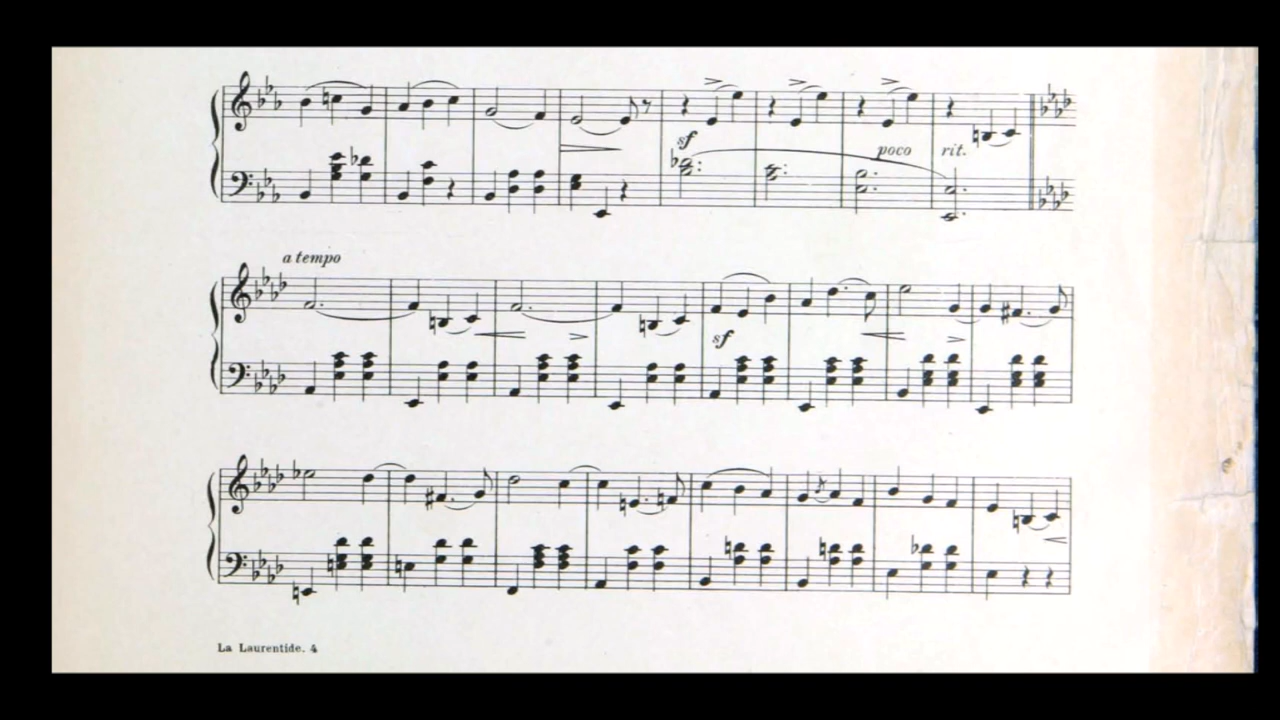 sf
poco rit.
a tempo
sf
La Laurentide. 4